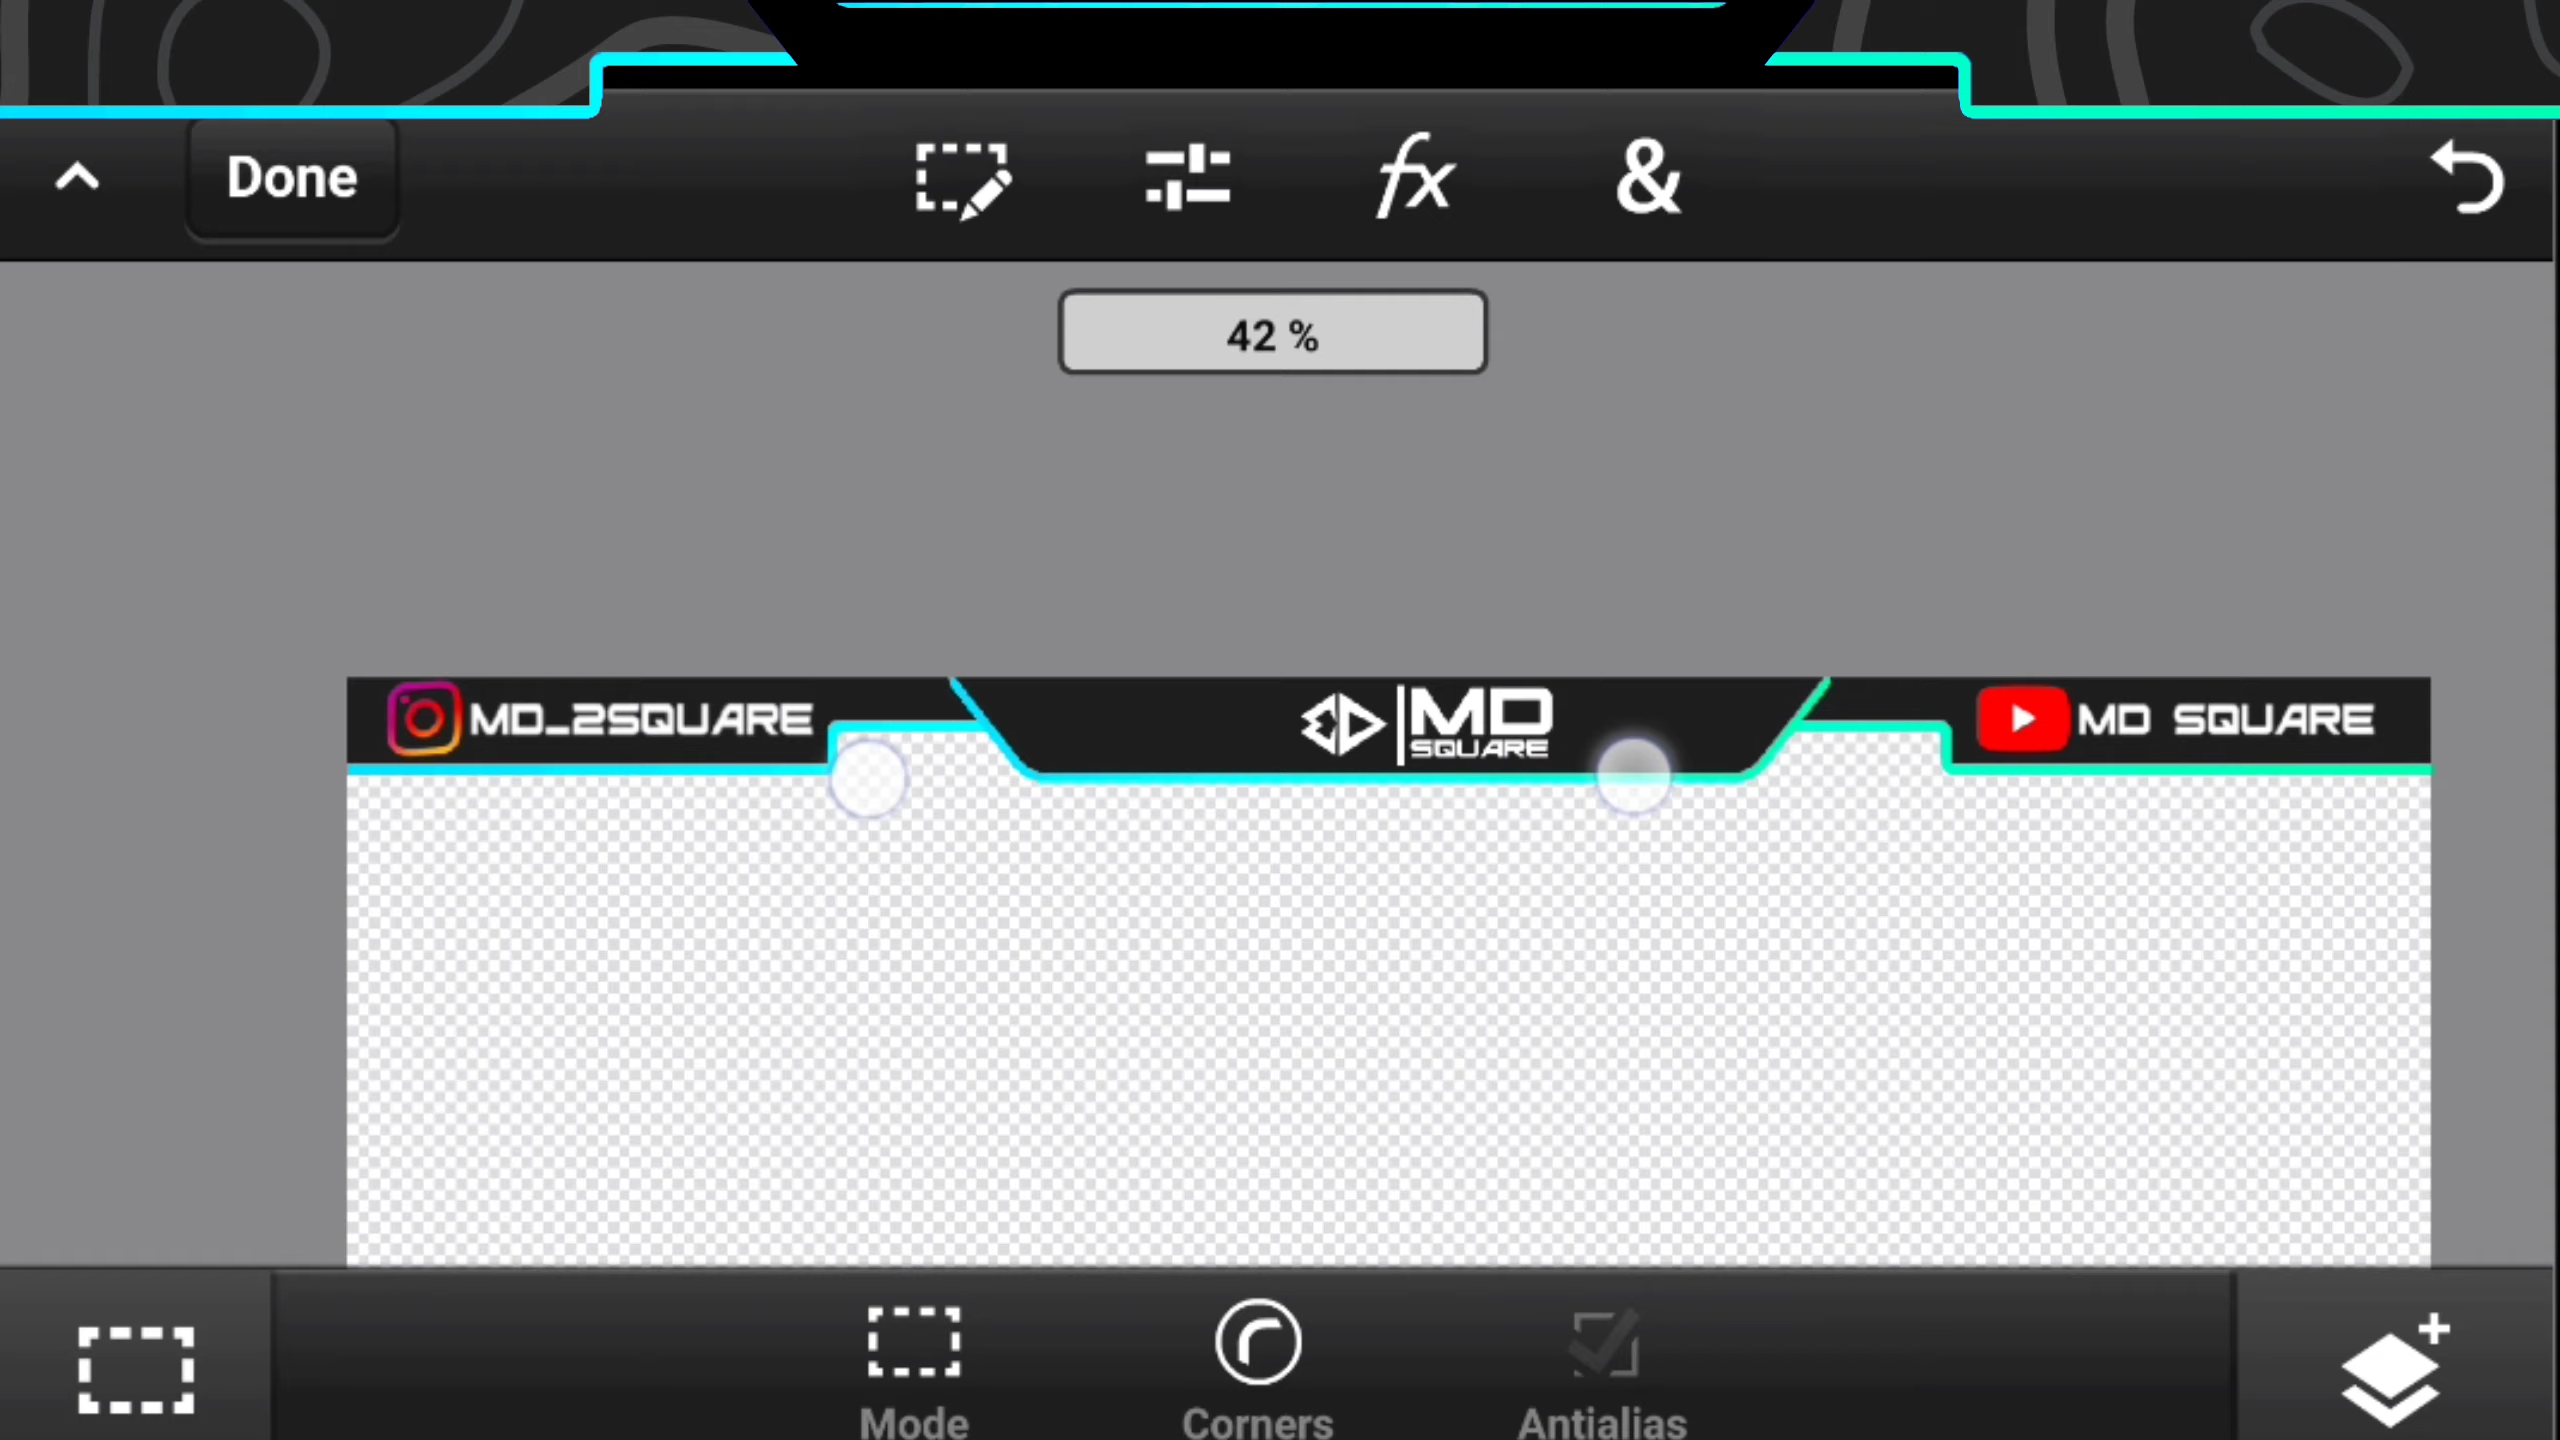 Done
fx
&
42 %
MD_2SQUARE
MD
SQUARE
MD SQUARE
Mode
Corners
Antialias